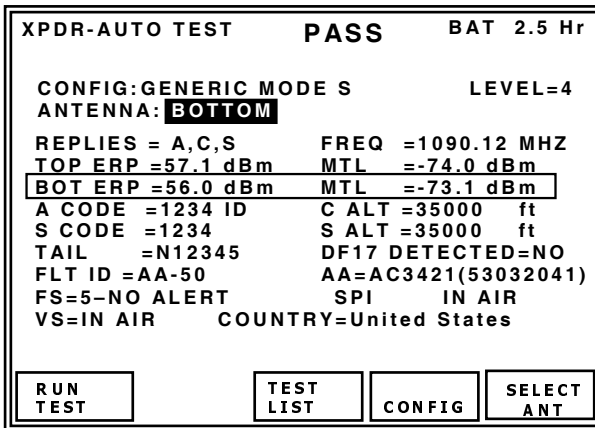 XPDR-AUTO TEST PASS BAT 2.5 Hr
CONFIG:GENERIC MODE S LEVEL=4
ANTENNA: BOTTOM
REPLIES = A,C,S FREQ =1090.12 MHZ
TOP ERP =57.1 dBm MTL =-74.0 dBm
BOT ERP =56.0 dBm MTL =-73.1 dBm
A CODE =1234 ID C ALT =35000 ft
S CODE =1234 S ALT =35000 ft
TAIL =N12345 DF17 DETECTED=NO
FLT ID =AA-50 AA=AC3421(53032041)
FS=5–NO ALERT SPI IN AIR
VS=IN AIR COUNTRY=United States
RUN TEST
TEST LIST
CONFIG
SELECT ANT